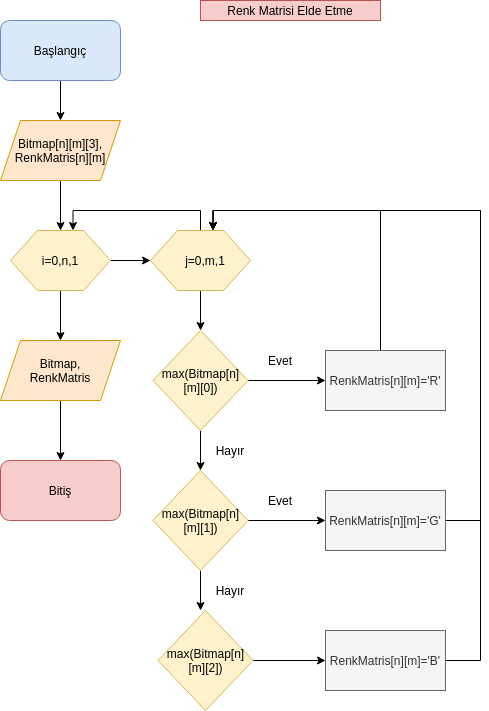 Renk Matrisi Elde Etme
Başlangıç
Bitmap[n][m][3],
RenkMatris[n][m]
i=0,n,1
j=0,m,1
Bitmap,
RenkMatris
max(Bitmap[n]
[m][0])
Evet
RenkMatris[n][m]='R'
Hayır
Bitiş
max(Bitmap[n]
[m][1])
Evet
RenkMatris[n][m]='G'
Hayır
max(Bitmap[n]
[m][2])
RenkMatris[n][m]='B'